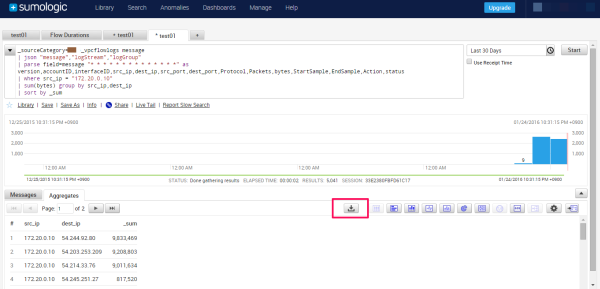 sumologic
Library Search Anomalies Dashboards Manage Help Upgrade
test01 Flow Durations * test01 * test01 +
_sourceCategory= _vpcflowlogs message
| json "message","logStream","logGroup"
| parse field=message "* * * * * * * * * * * * * *" as
version,accountID,interfaceID,src_ip,dest_ip,src_port,dest_port,Protocol,Packets,bytes,StartSample,EndSample,Action,status
| where src_ip = "172.20.0.10"
| sum(bytes) group by src_ip,dest_ip
| sort by _sum
Last 30 Days Start
Use Receipt Time
Library | Save | Save As | Info | Share | Live Tail | Report Slow Search
12/25/2015 10:31:15 PM +0900 01/24/2016 10:31:15 PM +0900
3,000 3,000
2,000 2,000
1,000 1,000
9
12:00 AM 12:00 AM 12:00 AM 12:00 AM
12/25/2015 10:31:15 PM +0900 STATUS: Done gathering results ELAPSED TIME: 00:00:02 RESULTS: 5,041 SESSION: 33E2380FBFD61C17 01/24/2016 10:31:15 PM +0900
Messages Aggregates
Page: 1 of 2
# src_ip dest_ip _sum
1 172.20.0.10 54.244.92.80 9,833,469
2 172.20.0.10 54.203.253.209 9,208,803
3 172.20.0.10 54.214.33.76 9,011,634
4 172.20.0.10 54.245.251.27 817,520